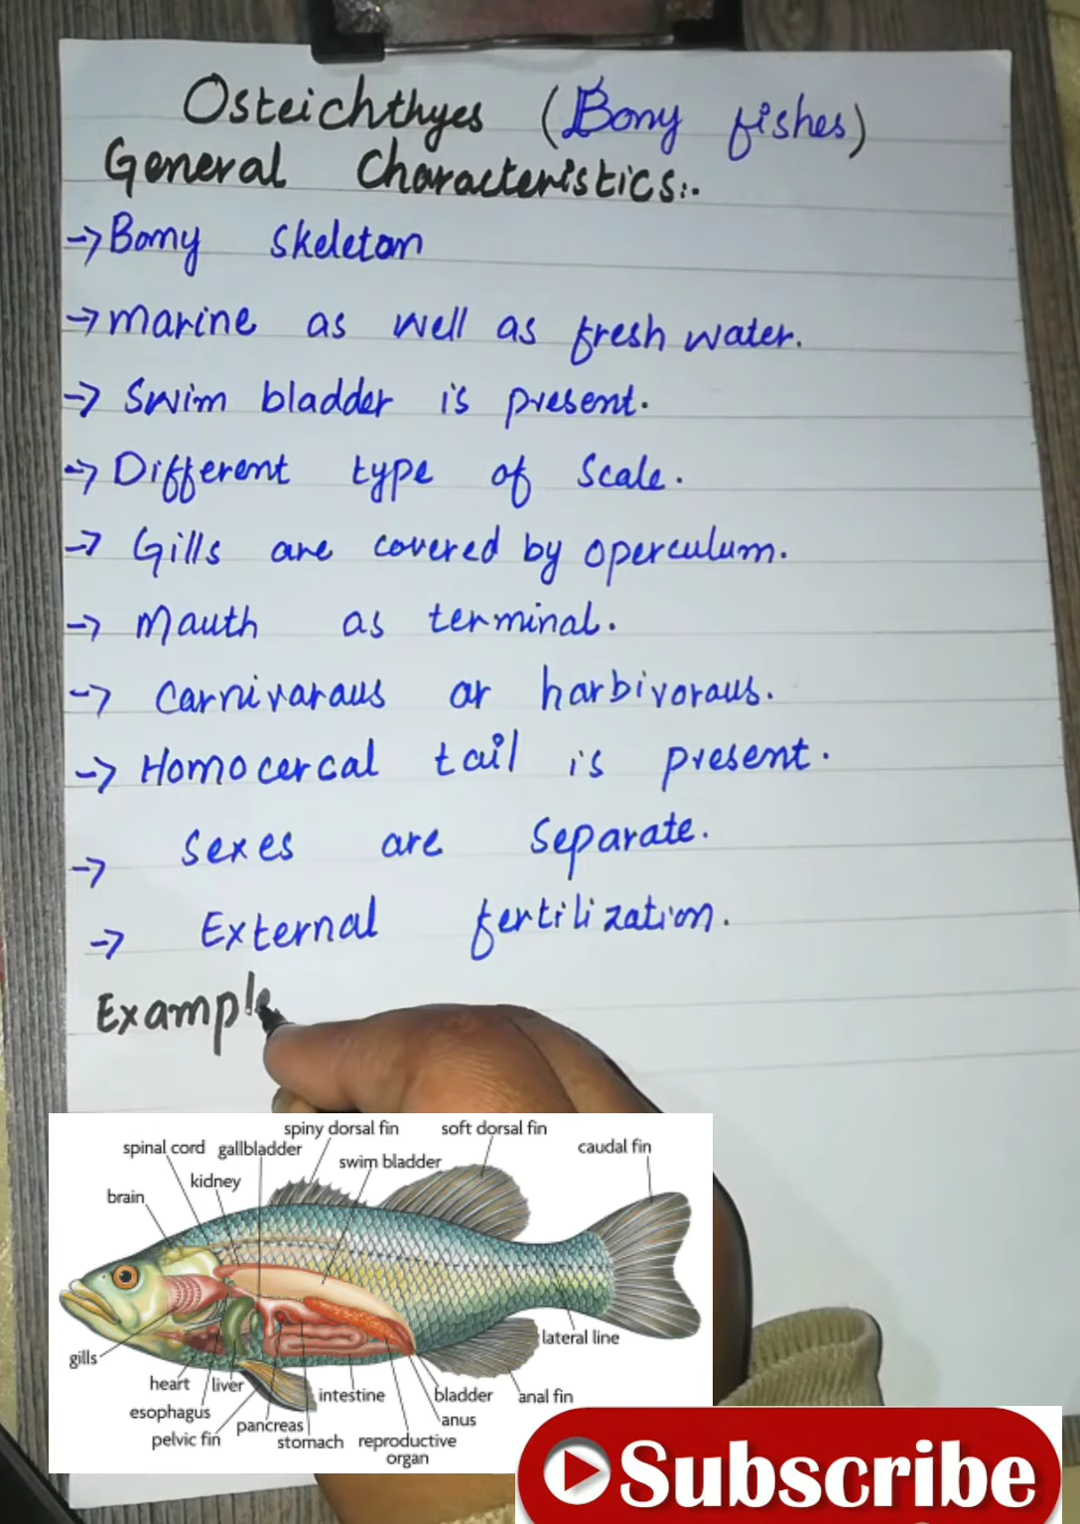 Osteichthyes (Bony fishes)
General Characteristics:-
→ Bony skeleton
→ marine as well as fresh water.
→ Swim bladder is present.
→ Different type of Scale.
→ Gills are covered by operculum.
→ Mauth as terminal.
→ Carnivaraus ar harbivoraus.
→ Homocercal tail is present.
→ Sexes are Separate.
→ External fertilization.
Example
spiny dorsal fin
soft dorsal fin
spinal cord
gallbladder
caudal fin
swim bladder
kidney
brain
lateral line
gills
heart
liver
intestine
bladder
anal fin
esophagus
pancreas
anus
pelvic fin
stomach
reproductive
organ
Subscribe